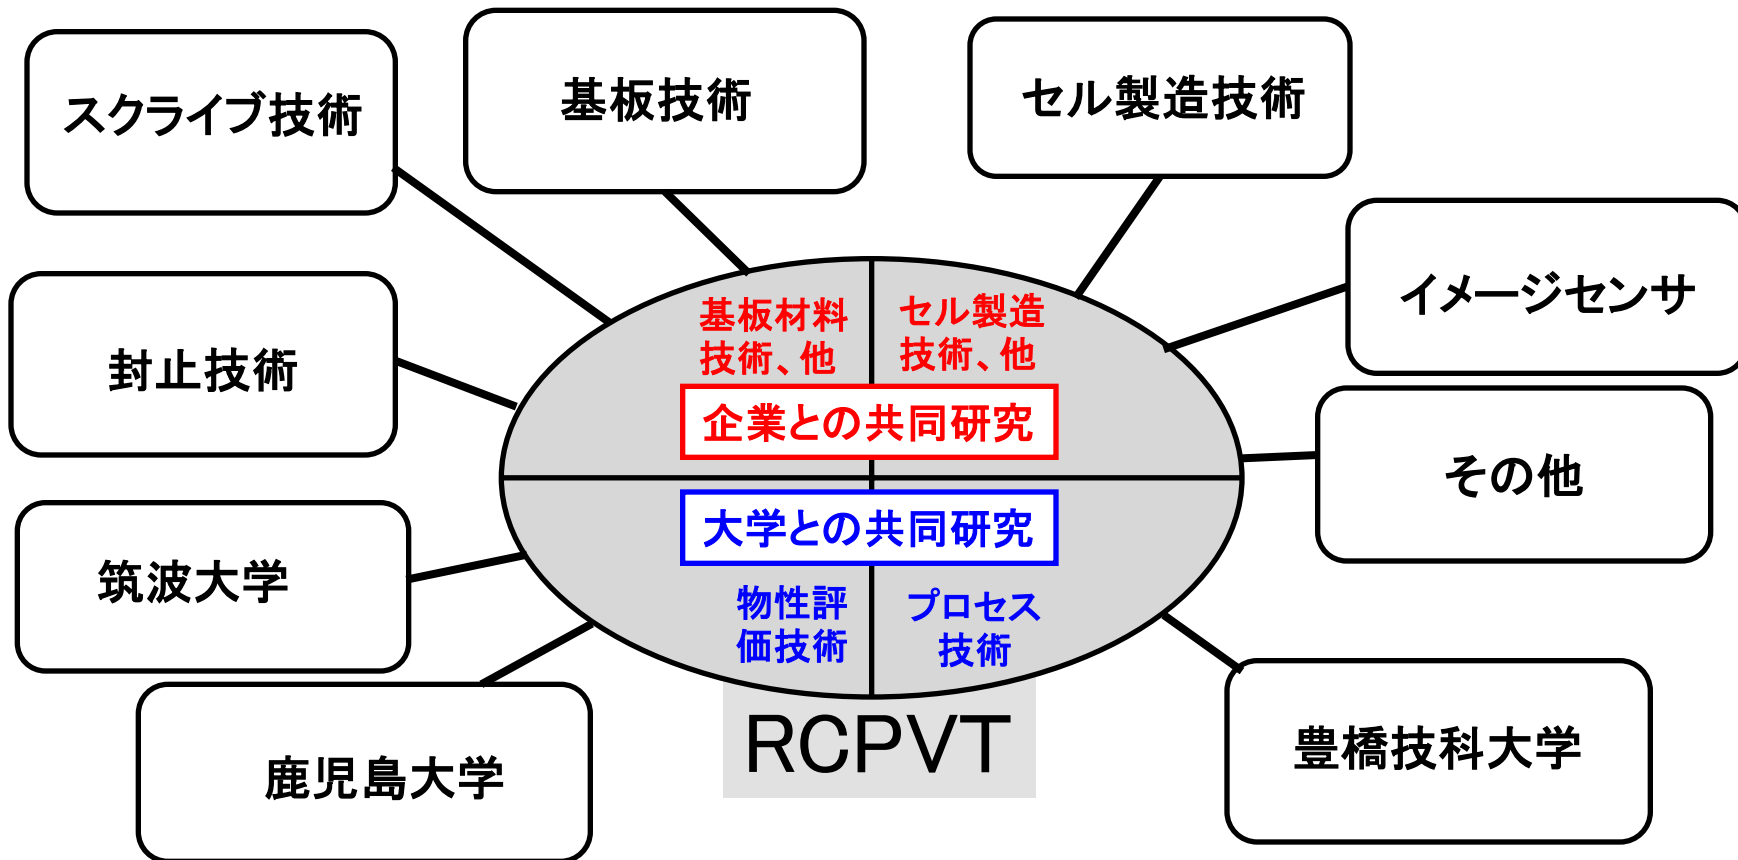 スクライブ技術
基板技術
セル製造技術
イメージセンサ
封止技術
その他
基板材料
技術、他
セル製造
技術、他
企業との共同研究
大学との共同研究
物性評
価技術
プロセス
技術
筑波大学
鹿児島大学
豊橋技科大学
RCPVT